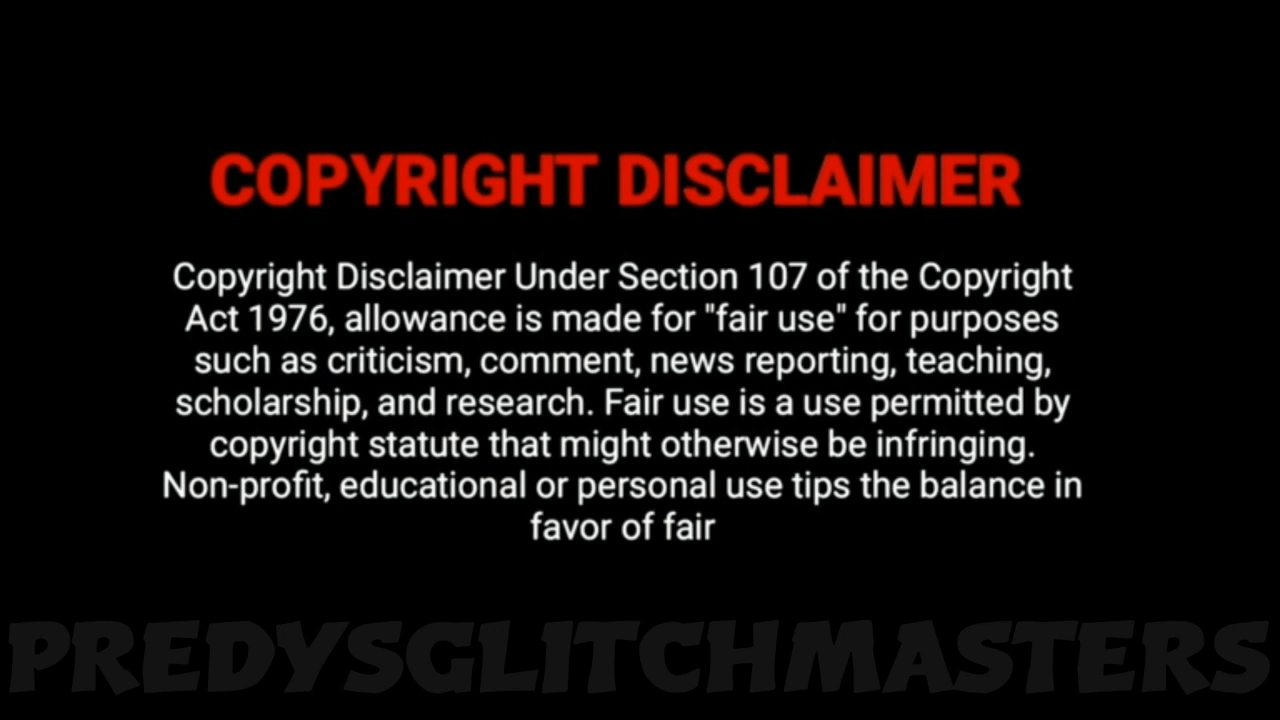 COPYRIGHT DISCLAIMER
Copyright Disclaimer Under Section 107 of the Copyright
Act 1976, allowance is made for "fair use" for purposes
such as criticism, comment, news reporting, teaching,
scholarship, and research. Fair use is a use permitted by
copyright statute that might otherwise be infringing.
Non-profit, educational or personal use tips the balance in
favor of fair
PREDYSGLITCHMASTERS